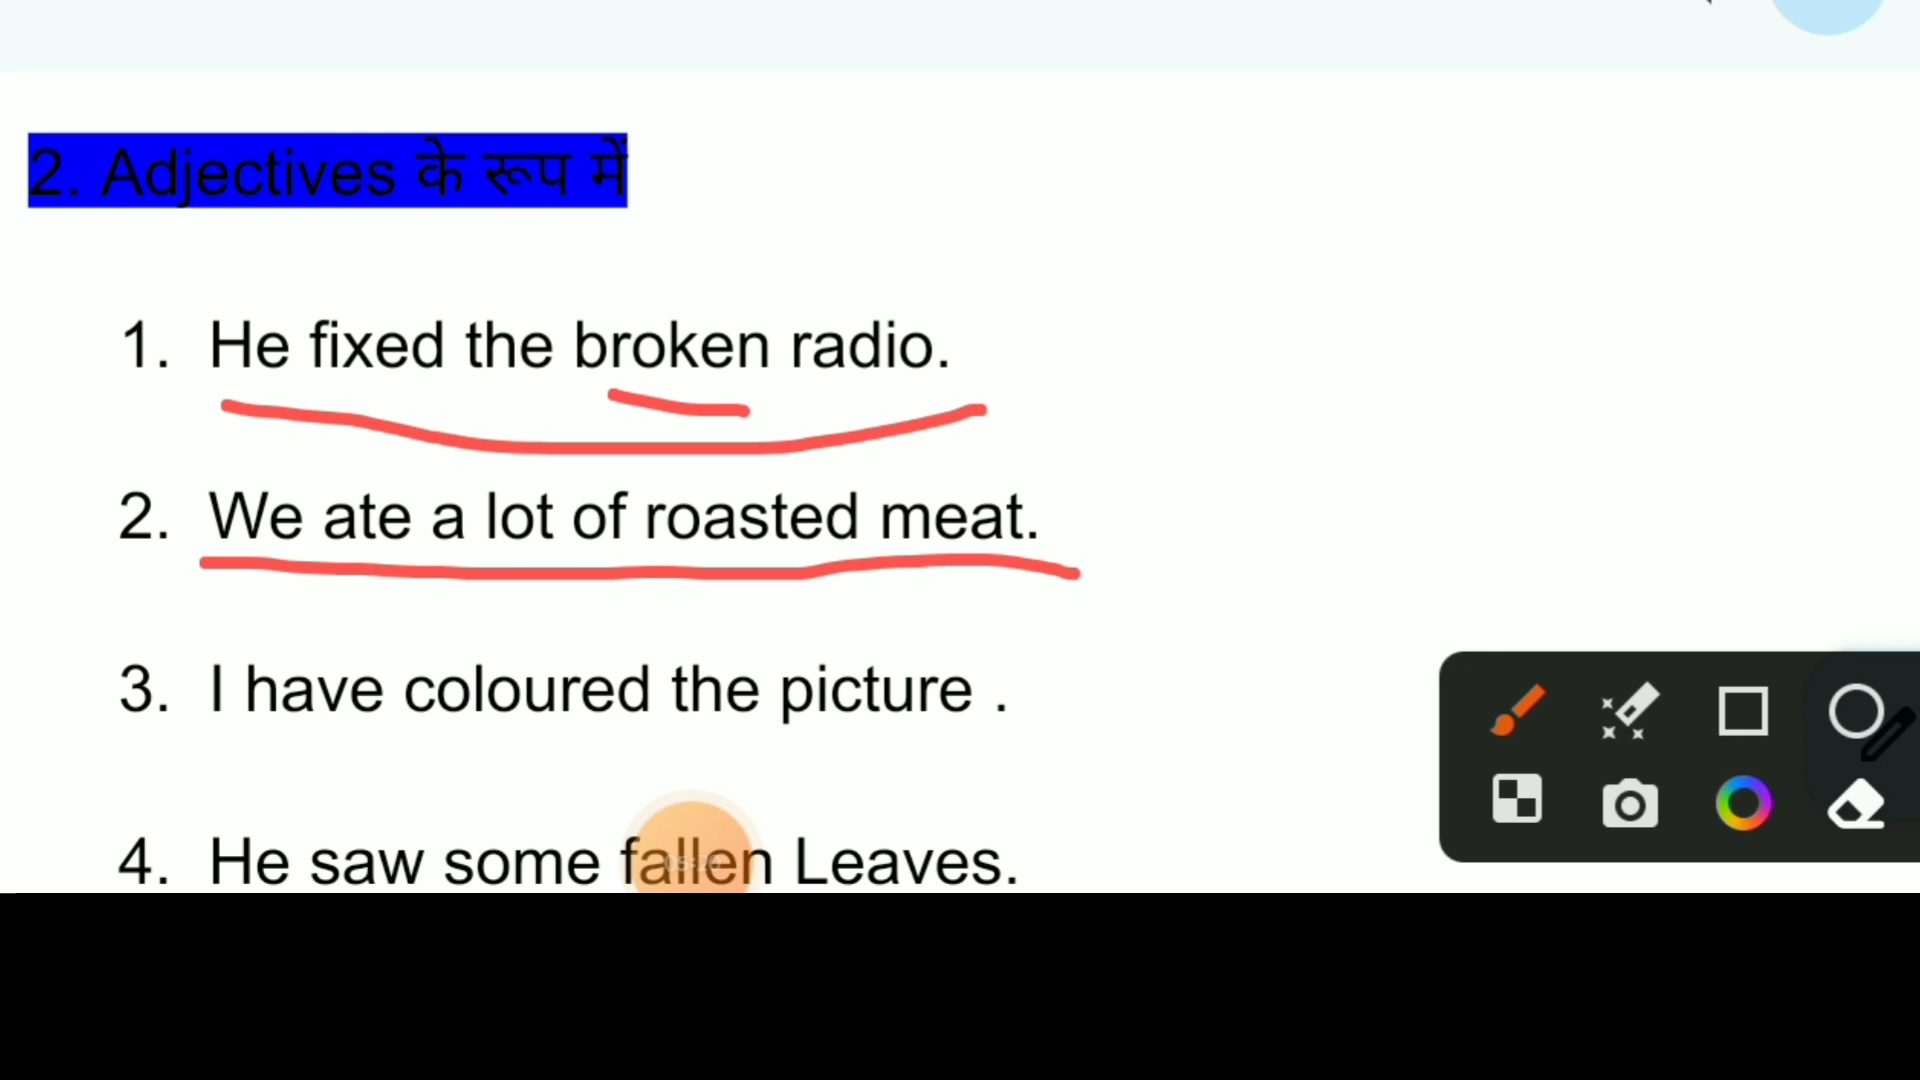 2. Adjectives के रूप में
1. He fixed the broken radio.
2. We ate a lot of roasted meat.
3. I have coloured the picture .
4. He saw some fallen Leaves.